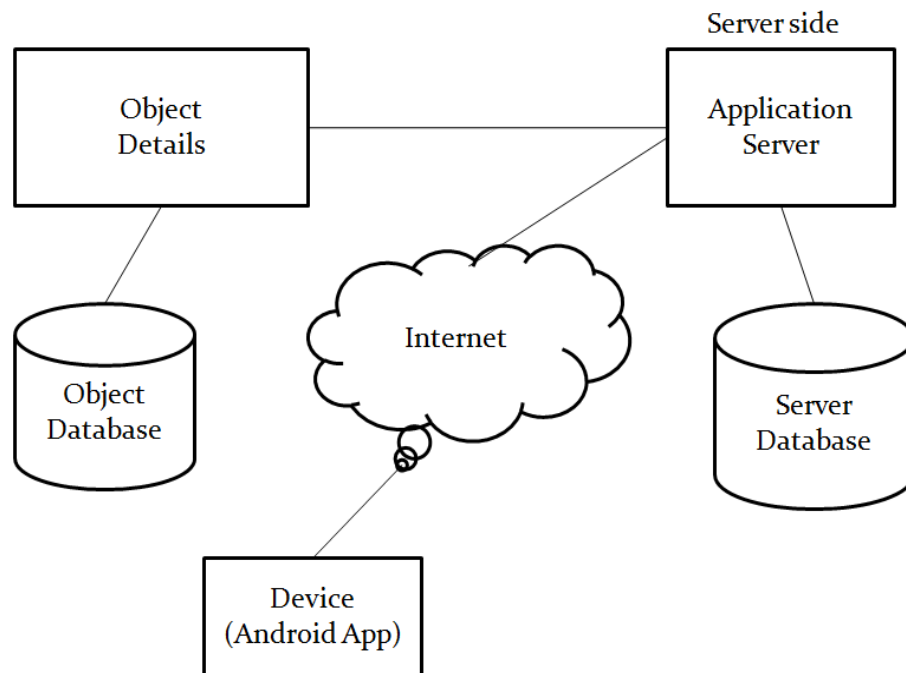 Server side
Object
Details
Application
Server
Internet
Object
Database
Server
Database
Device
(Android App)